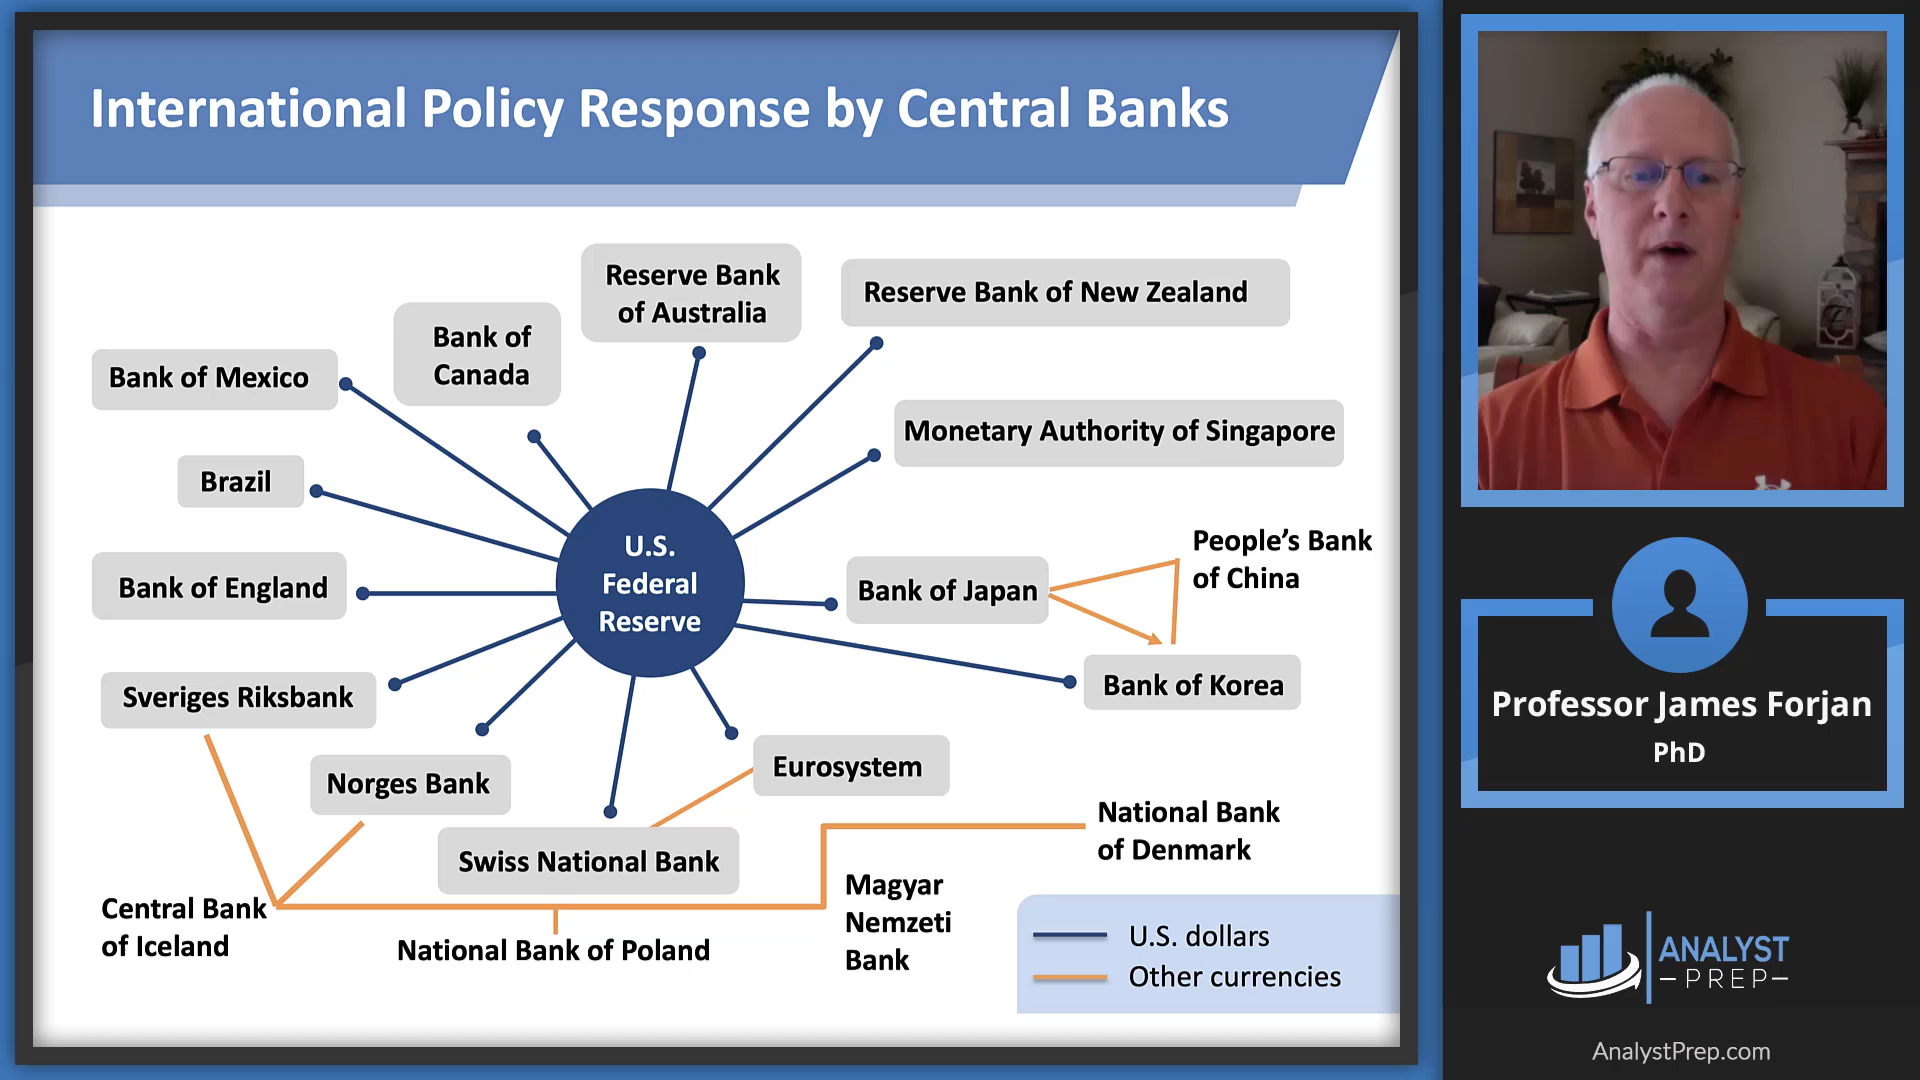 International Policy Response by Central Banks
Reserve Bank
of Australia
Reserve Bank of New Zealand
Bank of
Canada
Bank of Mexico
Monetary Authority of Singapore
Brazil
U.S.
Federal
Reserve
People’s Bank
of China
Bank of England
Bank of Japan
Sveriges Riksbank
Bank of Korea
Norges Bank
Eurosystem
Swiss National Bank
National Bank
of Denmark
Central Bank
of Iceland
National Bank of Poland
Magyar
Nemzeti
Bank
U.S. dollars
Other currencies
Professor James Forjan
PhD
ANALYST
PREP
AnalystPrep.com